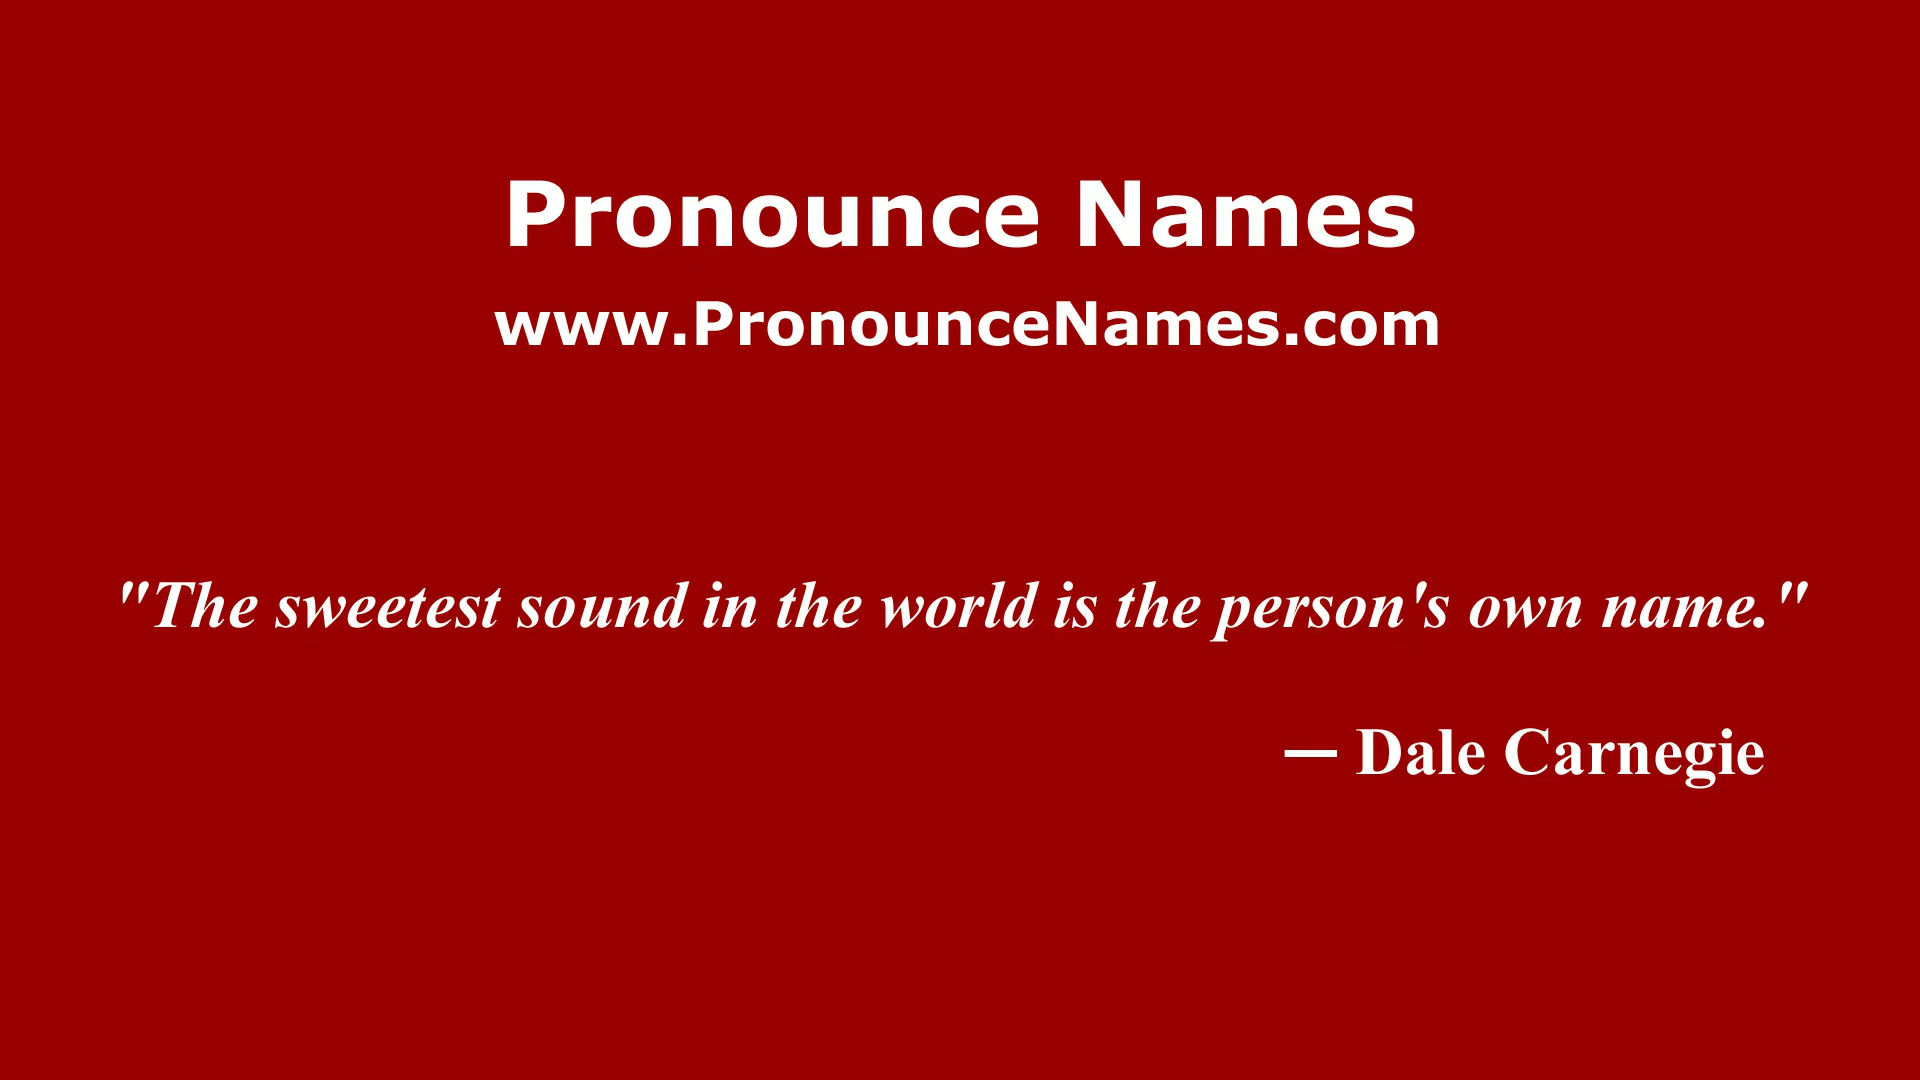 Pronounce Names
www.PronounceNames.com
"The sweetest sound in the world is the person's own name."
— Dale Carnegie